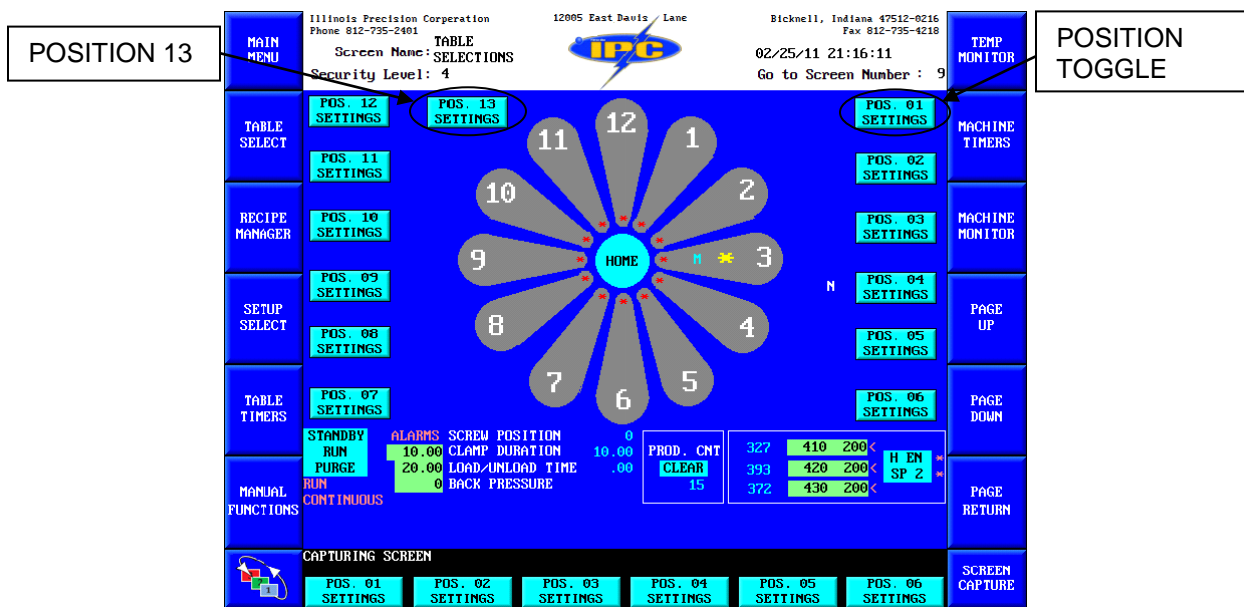 POSITION 13
POSITION
TOGGLE
Illinois Precision Corperation
12005 East Davis Lane
Bicknell, Indiana 47512-0216
Phone 812-735-2401
Fax 812-735-4218
Screen Name: TABLE
SELECTIONS
IPC
02/25/11 21:16:11
Security Level: 4
Go to Screen Number : 9
MAIN
MENU
TABLE
SELECT
RECIPE
MANAGER
SETUP
SELECT
TABLE
TIMERS
MANUAL
FUNCTIONS
TEMP
MONITOR
MACHINE
TIMERS
MACHINE
MONITOR
PAGE
UP
PAGE
DOWN
PAGE
RETURN
SCREEN
CAPTURE
POS. 12
SETTINGS
POS. 13
SETTINGS
POS. 11
SETTINGS
POS. 10
SETTINGS
POS. 09
SETTINGS
POS. 08
SETTINGS
POS. 07
SETTINGS
POS. 01
SETTINGS
POS. 02
SETTINGS
POS. 03
SETTINGS
N
POS. 04
SETTINGS
POS. 05
SETTINGS
POS. 06
SETTINGS
12
1
2
M * 3
4
5
6
7
8
9
10
11
HOME
STANDBY
RUN
PURGE
RUN
CONTINUOUS
ALARMS SCREW POSITION 0
10.00 CLAMP DURATION 10.00
20.00 LOAD/UNLOAD TIME .00
0 BACK PRESSURE
PROD. CNT
CLEAR
15
327 410 200<
393 420 200<
372 430 200<
H EN *
SP 2 *
CAPTURING SCREEN
POS. 01
SETTINGS
POS. 02
SETTINGS
POS. 03
SETTINGS
POS. 04
SETTINGS
POS. 05
SETTINGS
POS. 06
SETTINGS